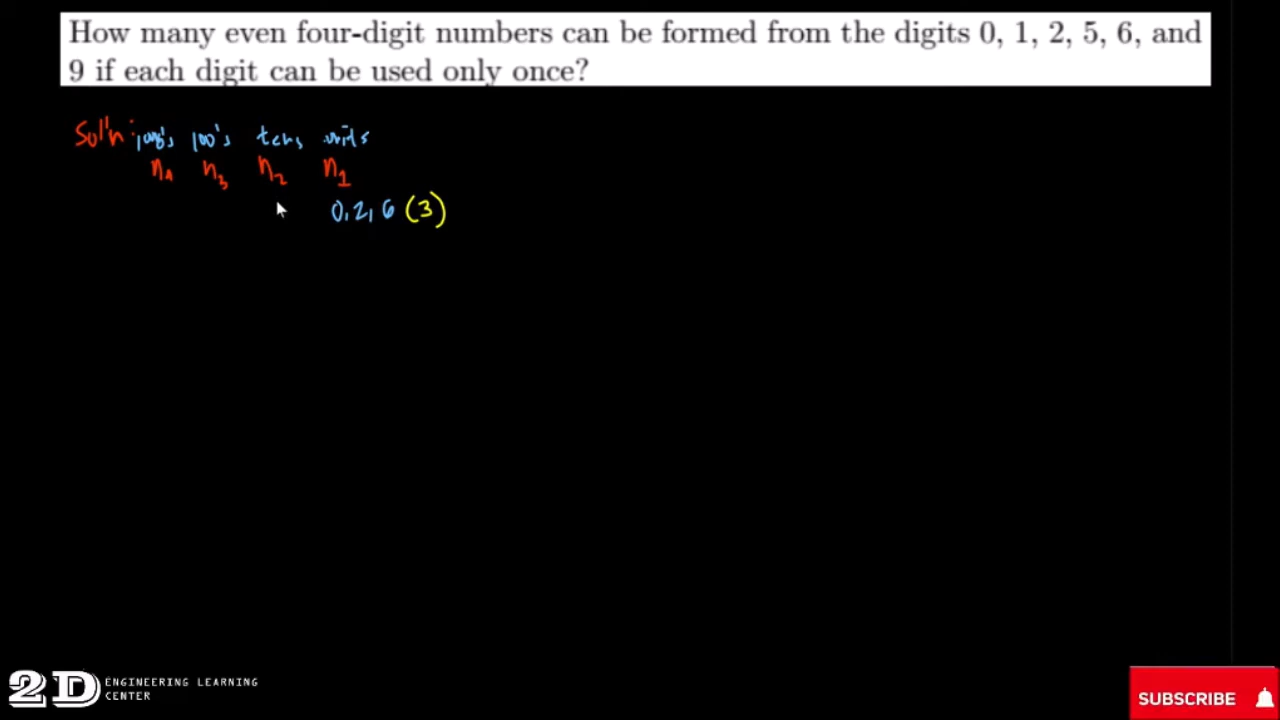 How many even four-digit numbers can be formed from the digits 0, 1, 2, 5, 6, and
9 if each digit can be used only once?
Sol'n: 1000's 100's tens units
n4 n3 n2 n1
0, 2, 6 (3)
2D ENGINEERING LEARNING
CENTER
SUBSCRIBE